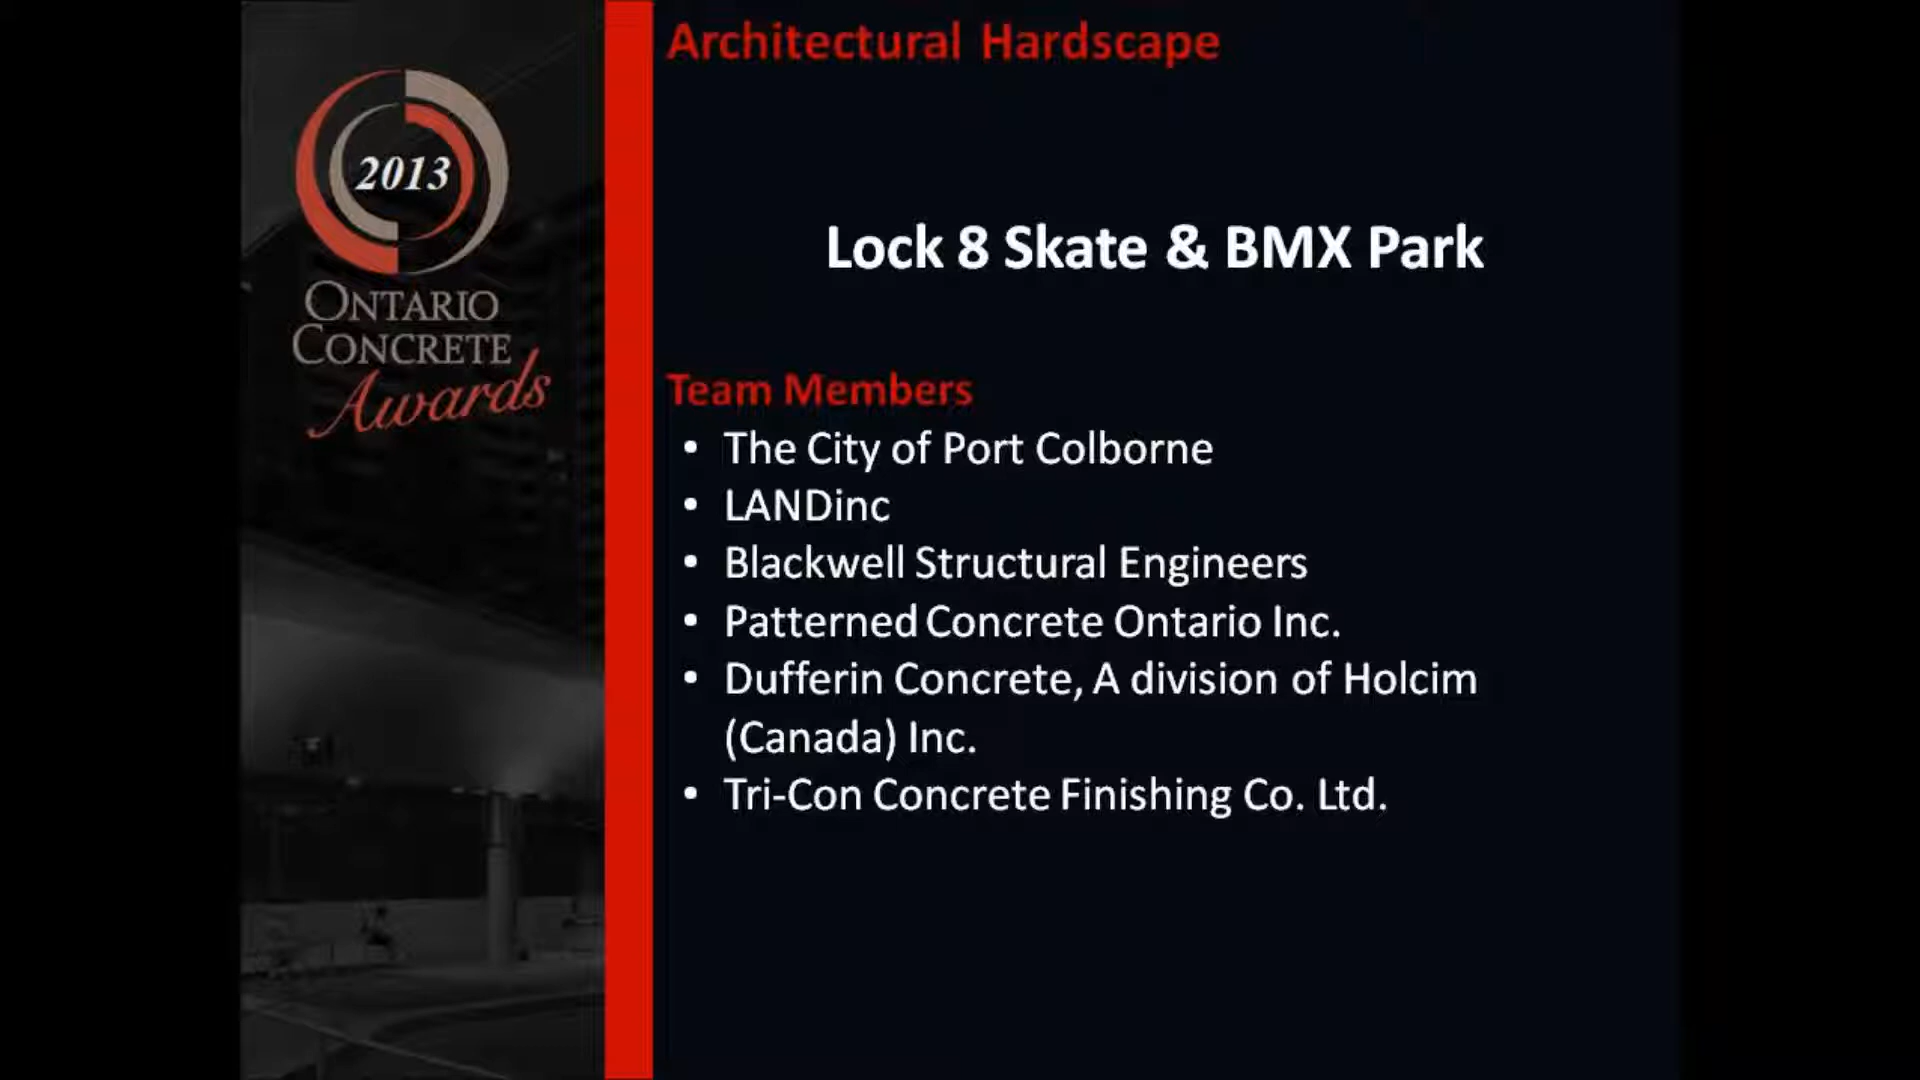 2013
ONTARIO
CONCRETE
Awards
Architectural Hardscape
Lock 8 Skate & BMX Park
Team Members
• The City of Port Colborne
• LANDinc
• Blackwell Structural Engineers
• Patterned Concrete Ontario Inc.
• Dufferin Concrete, A division of Holcim
(Canada) Inc.
• Tri-Con Concrete Finishing Co. Ltd.